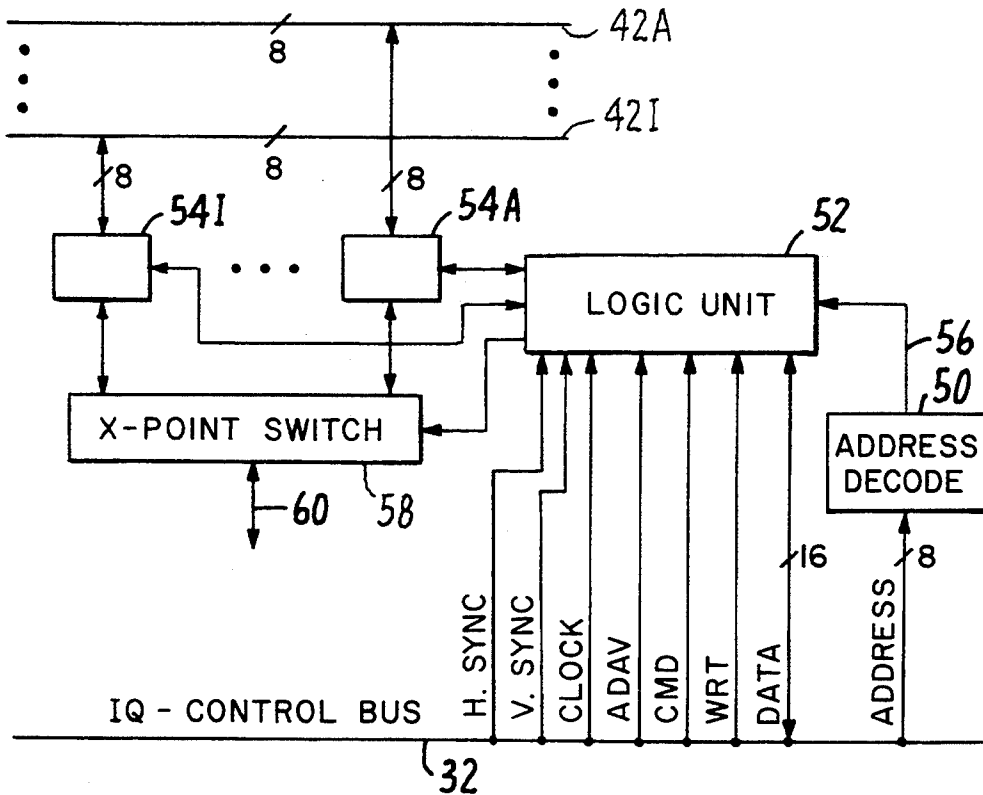 42A
8
42I
8
8
8
54I
54A
52
LOGIC UNIT
56
50
ADDRESS
DECODE
X-POINT SWITCH
60
58
16
8
H. SYNC
V. SYNC
CLOCK
ADAV
CMD
WRT
DATA
ADDRESS
IQ - CONTROL BUS
32